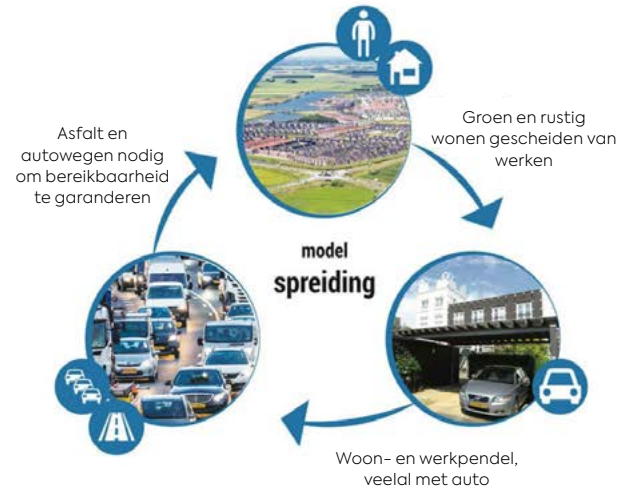 Groen en rustig
wonen gescheiden van
werken
Asfalt en
autowegen nodig
om bereikbaarheid
te garanderen
model
spreiding
Woon- en werkpendel,
veelal met auto